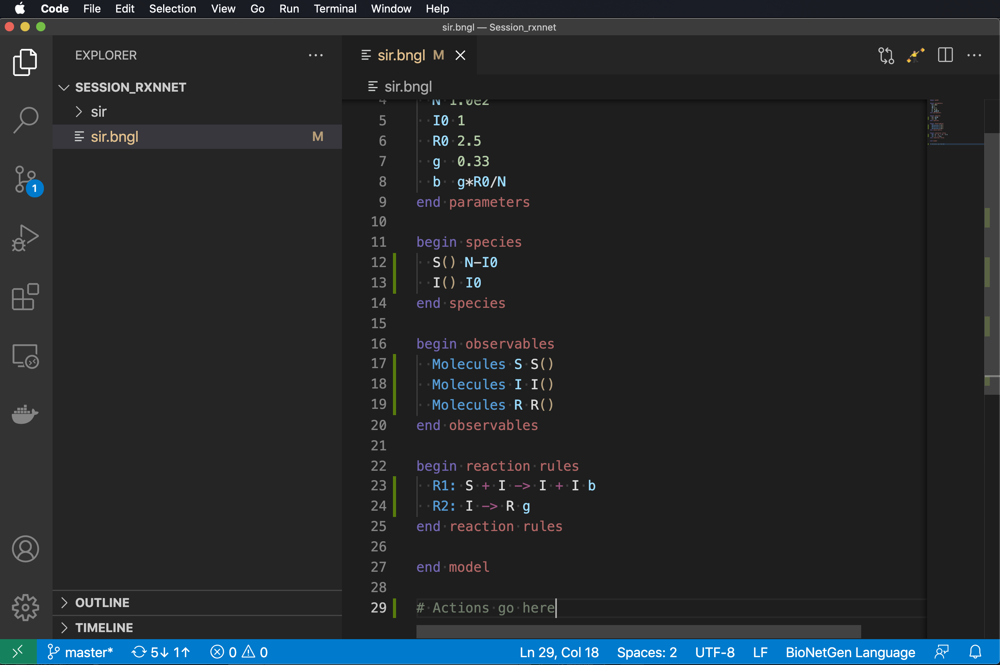 Code File Edit Selection View Go Run Terminal Window Help
sir.bngl — Session_rxnnet
EXPLORER
SESSION_RXNNET
sir
sir.bngl M
OUTLINE
TIMELINE
sir.bngl M
sir.bngl
4 N 1.0e2
5 I0 1
6 R0 2.5
7 g 0.33
8 b g*R0/N
9 end parameters
10
11 begin species
12 S() N-I0
13 I() I0
14 end species
15
16 begin observables
17 Molecules S S()
18 Molecules I I()
19 Molecules R R()
20 end observables
21
22 begin reaction rules
23 R1: S + I -> I + I b
24 R2: I -> R g
25 end reaction rules
26
27 end model
28
29 # Actions go here
1
master* 5↓ 1↑ 0 0 Ln 29, Col 18 Spaces: 2 UTF-8 LF BioNetGen Language